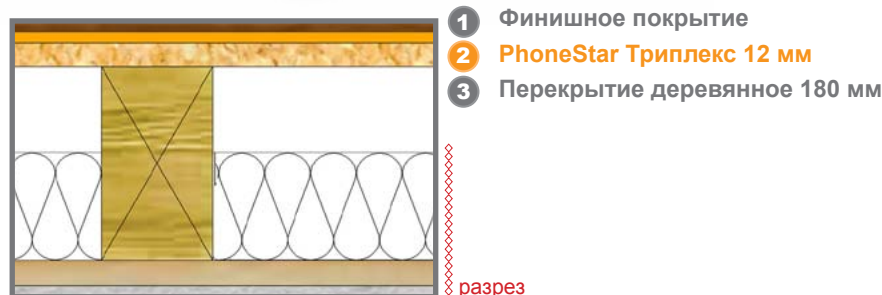 1 Финишное покрытие
2 PhoneStar Триплекс 12 мм
3 Перекрытие деревянное 180 мм
разрез